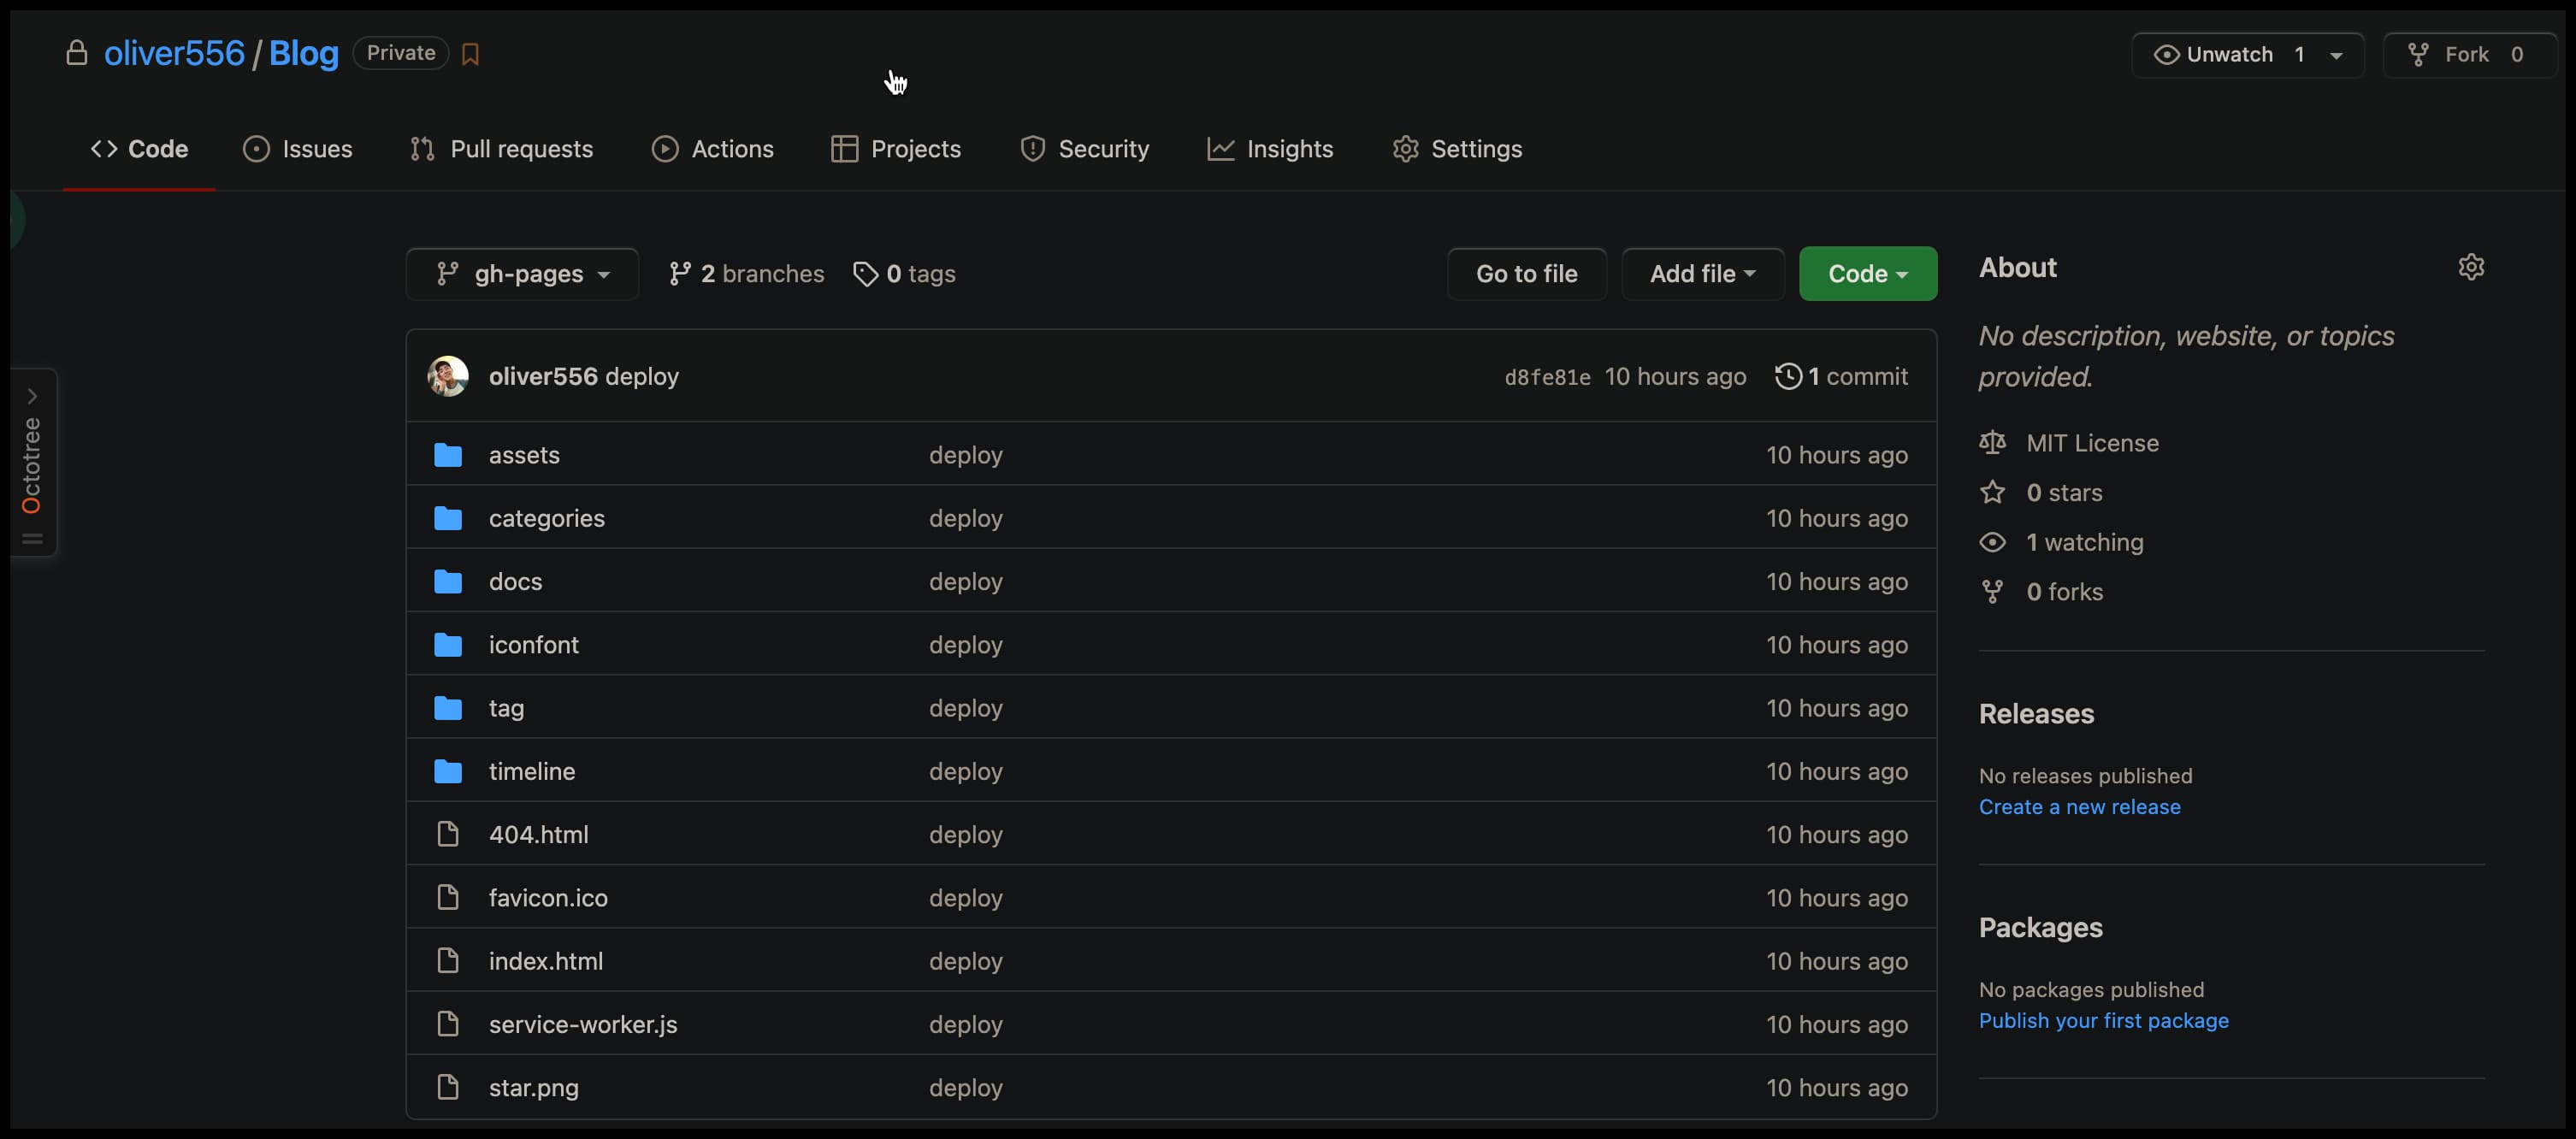 oliver556 / Blog Private Unwatch 1 Fork 0
Code Issues Pull requests Actions Projects Security Insights Settings
gh-pages 2 branches 0 tags Go to file Add file Code
oliver556 deploy d8fe81e 10 hours ago 1 commit
assets deploy 10 hours ago
categories deploy 10 hours ago
docs deploy 10 hours ago
iconfont deploy 10 hours ago
tag deploy 10 hours ago
timeline deploy 10 hours ago
404.html deploy 10 hours ago
favicon.ico deploy 10 hours ago
index.html deploy 10 hours ago
service-worker.js deploy 10 hours ago
star.png deploy 10 hours ago
About
No description, website, or topics
provided.
MIT License
0 stars
1 watching
0 forks
Releases
No releases published
Create a new release
Packages
No packages published
Publish your first package
Octotree